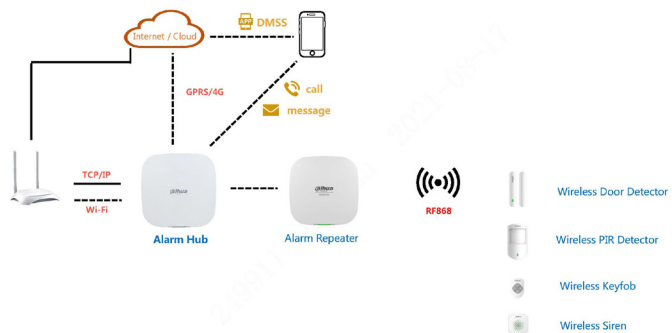 APP DMSS
Internet / Cloud
GPRS/4G
call
message
TCP/IP
Wi-Fi
alhua
alhua
Alarm Hub
Alarm Repeater
RF868
Wireless Door Detector
Wireless PIR Detector
Wireless Keyfob
Wireless Siren